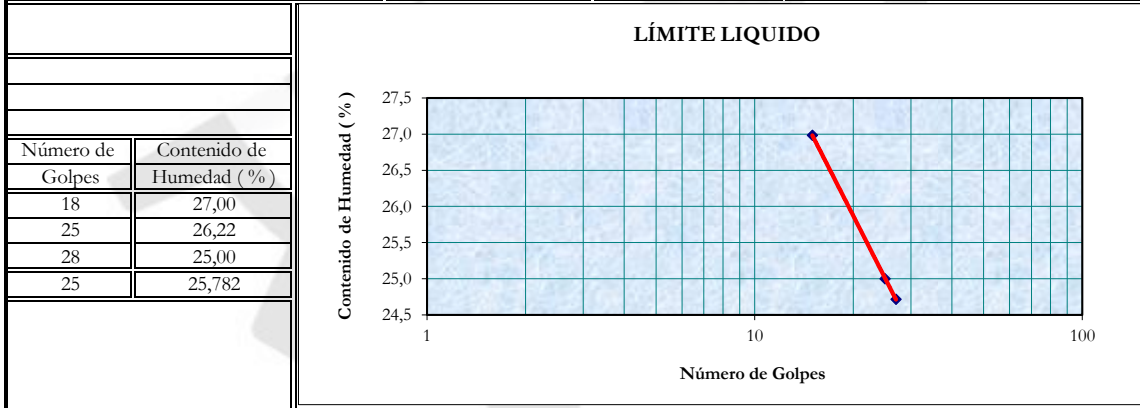 Número de Contenido de
Golpes Humedad ( % )
18 27,00
25 26,22
28 25,00
25 25,782
LÍMITE LIQUIDO
Contenido de Humedad ( % )
27,5
27,0
26,5
26,0
25,5
25,0
24,5
1 10 100
Número de Golpes